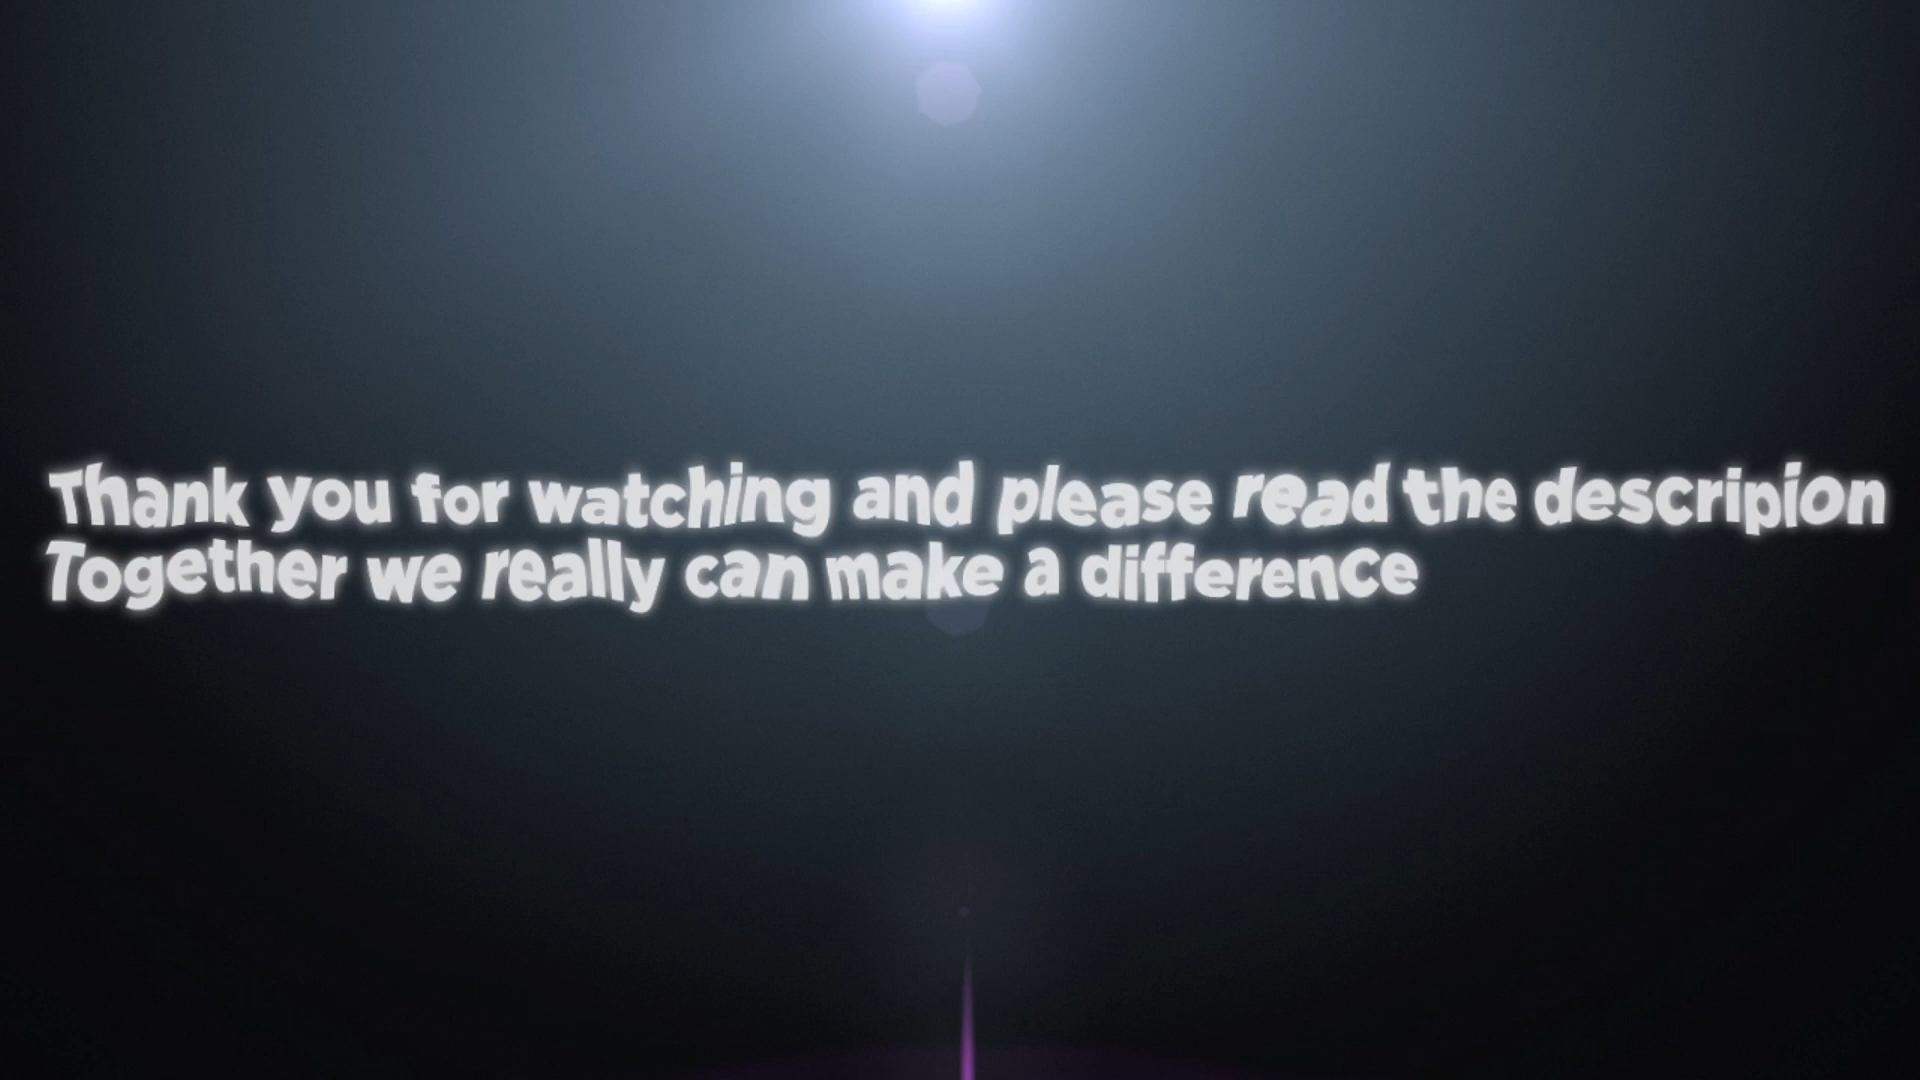 Thank you for watching and please read the descripion
Together we really can make a difference